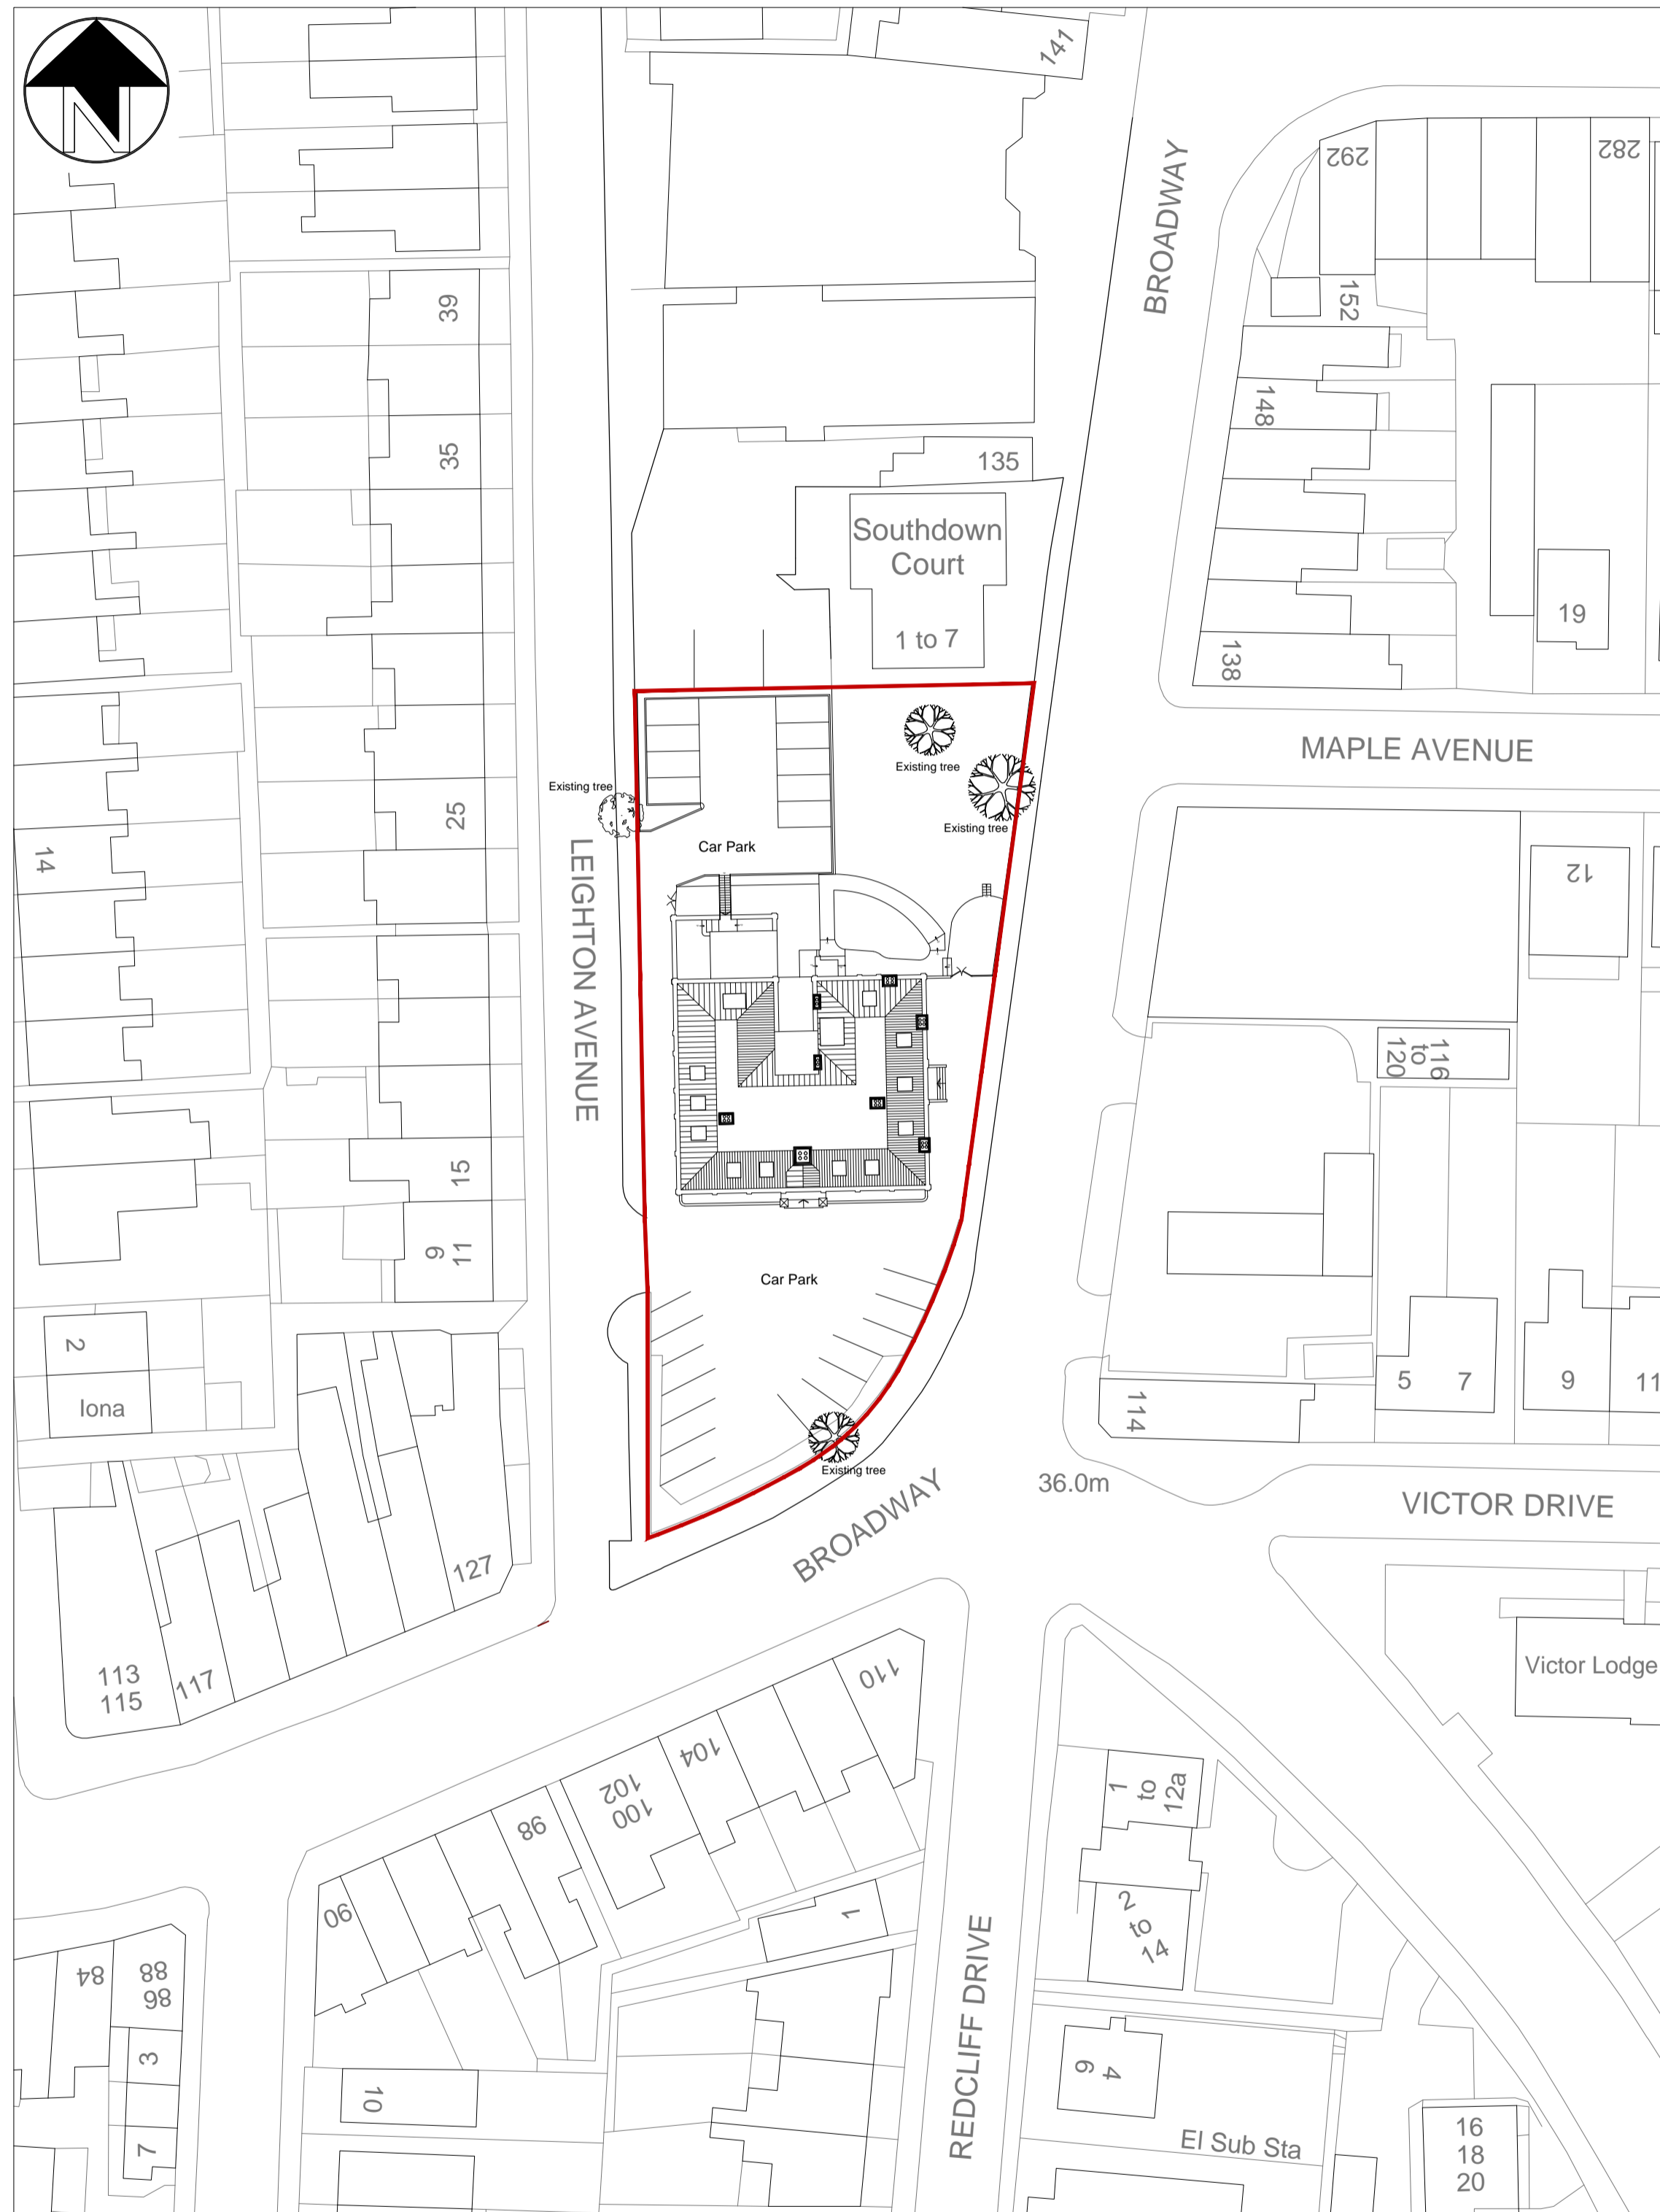 N
141
BROADWAY
292
282
152
39
148
35
135
Southdown
Court
1 to 7
19
138
MAPLE AVENUE
Existing tree
Existing tree
Existing tree
25
14
Car Park
12
LEIGHTON AVENUE
116
to
120
15
9
11
Car Park
2
Iona
5
7
9
11
114
Existing tree
36.0m
BROADWAY
VICTOR DRIVE
127
113
115
117
110
Victor Lodge
104
102
100
98
1
to
12a
90
1
2
to
14
REDCLIFF DRIVE
84
88
86
3
7
10
6
4
El Sub Sta
16
18
20